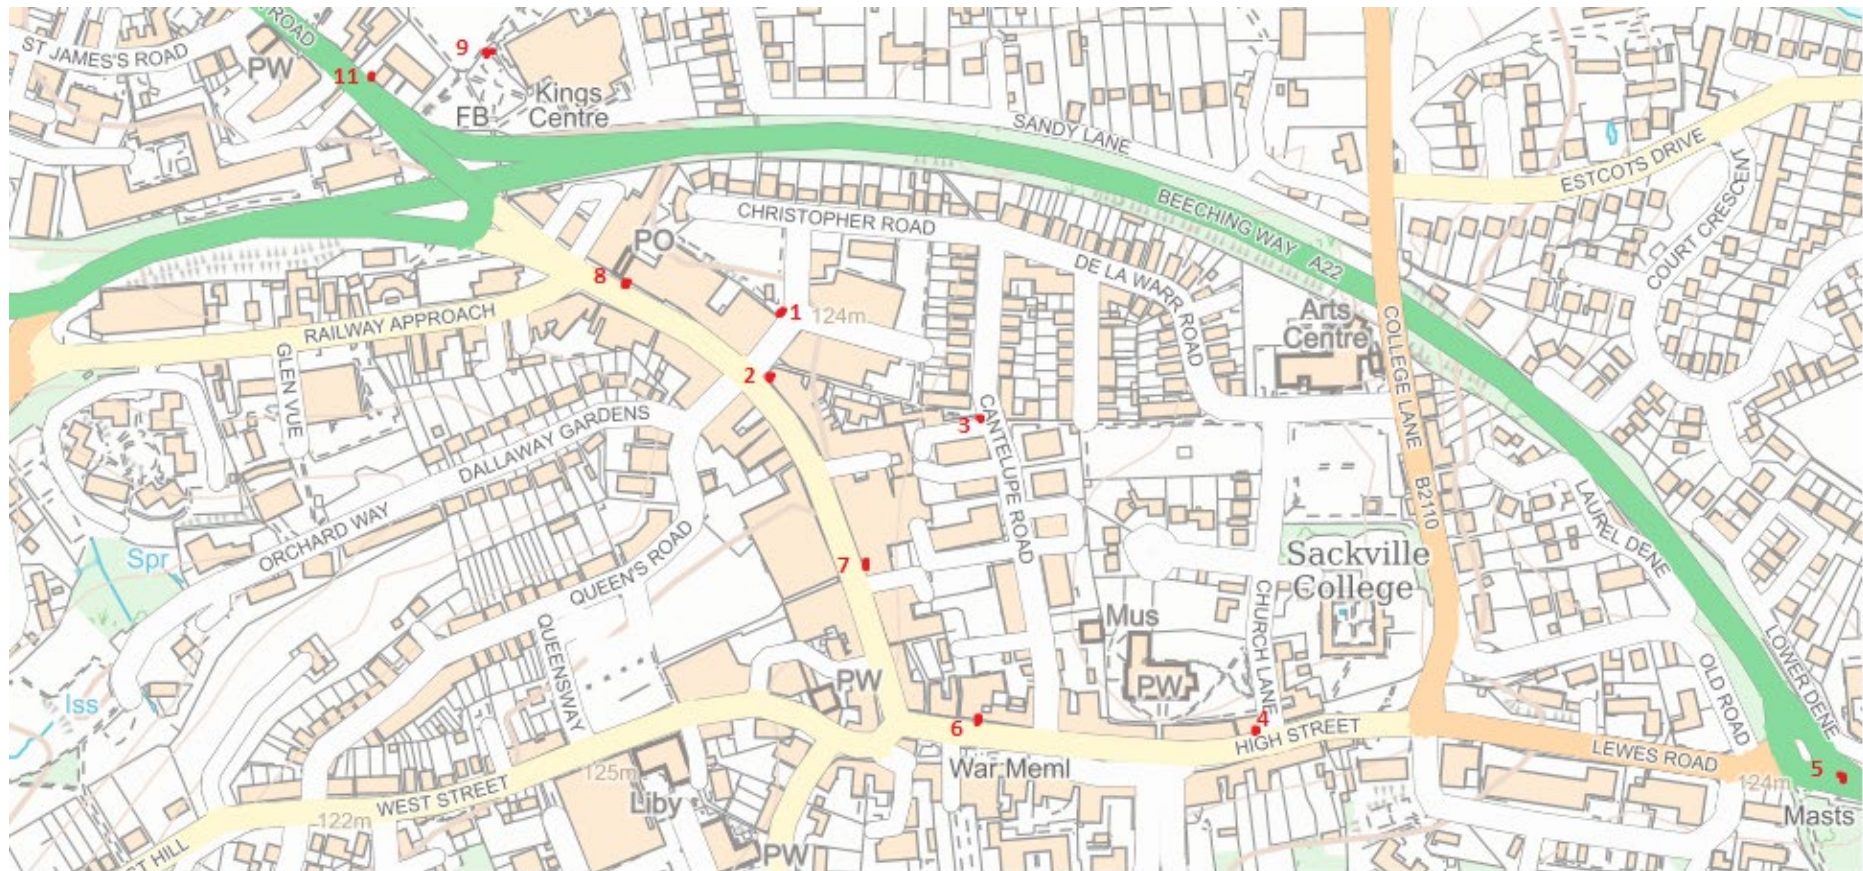 ROAD
ST JAMES'S ROAD
PW
11
9
FB
Kings
Centre
SANDY LANE
ESTCOTS DRIVE
COURT CRESCENT
BEECHING WAY
A22
CHRISTOPHER ROAD
DE LA WARR ROAD
PO
8
1
124m
RAILWAY APPROACH
GLEN VUE
Arts
Centre
COLLEGE LANE
B2110
2
DALLAWAY GARDENS
ORCHARD WAY
3
CANTELUPE ROAD
LAUREL DENE
Spr
QUEEN'S ROAD
7
Sackville
College
CHURCH LANE
QUEENSWAY
Mus
PW
PW
LOWER DENE
OLD ROAD
Iss
6
4
HIGH STREET
LEWES ROAD
War Meml
125m
WEST STREET
Liby
122m
124m
5
Masts
PW
T HILL